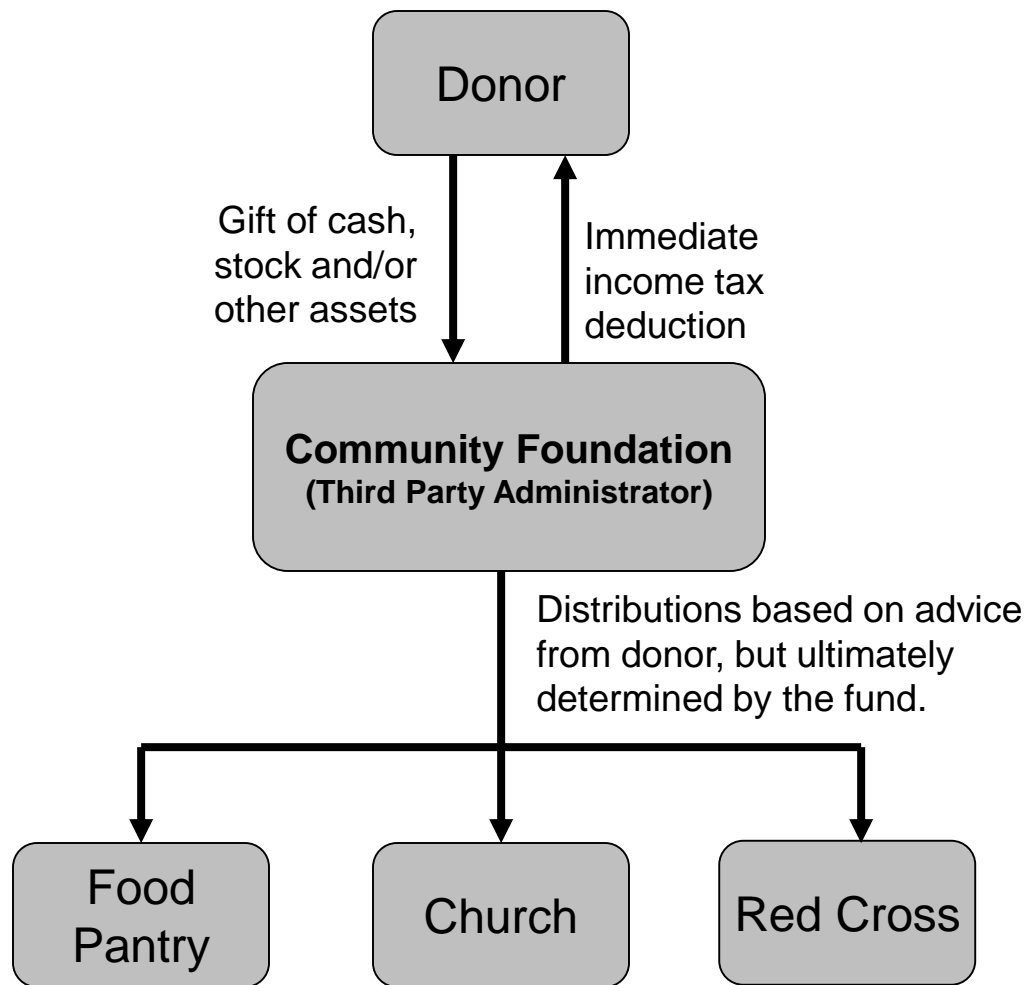 Donor
Gift of cash,
stock and/or
other assets
Immediate
income tax
deduction
Community Foundation
(Third Party Administrator)
Distributions based on advice
from donor, but ultimately
determined by the fund.
Food
Pantry
Church
Red Cross